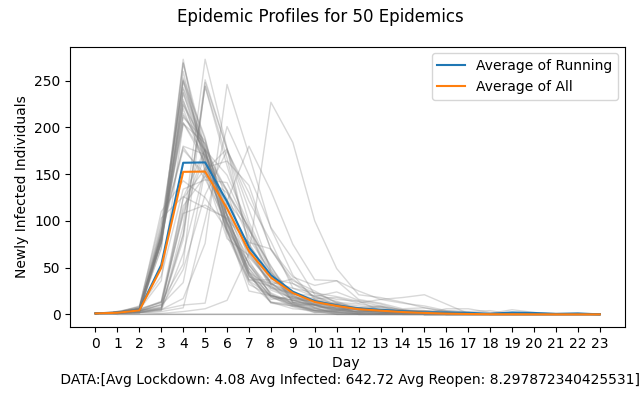 Epidemic Profiles for 50 Epidemics
Average of Running
Average of All
Newly Infected Individuals
250
200
150
100
50
0
0 1 2 3 4 5 6 7 8 9 10 11 12 13 14 15 16 17 18 19 20 21 22 23
Day
DATA:[Avg Lockdown: 4.08 Avg Infected: 642.72 Avg Reopen: 8.297872340425531]